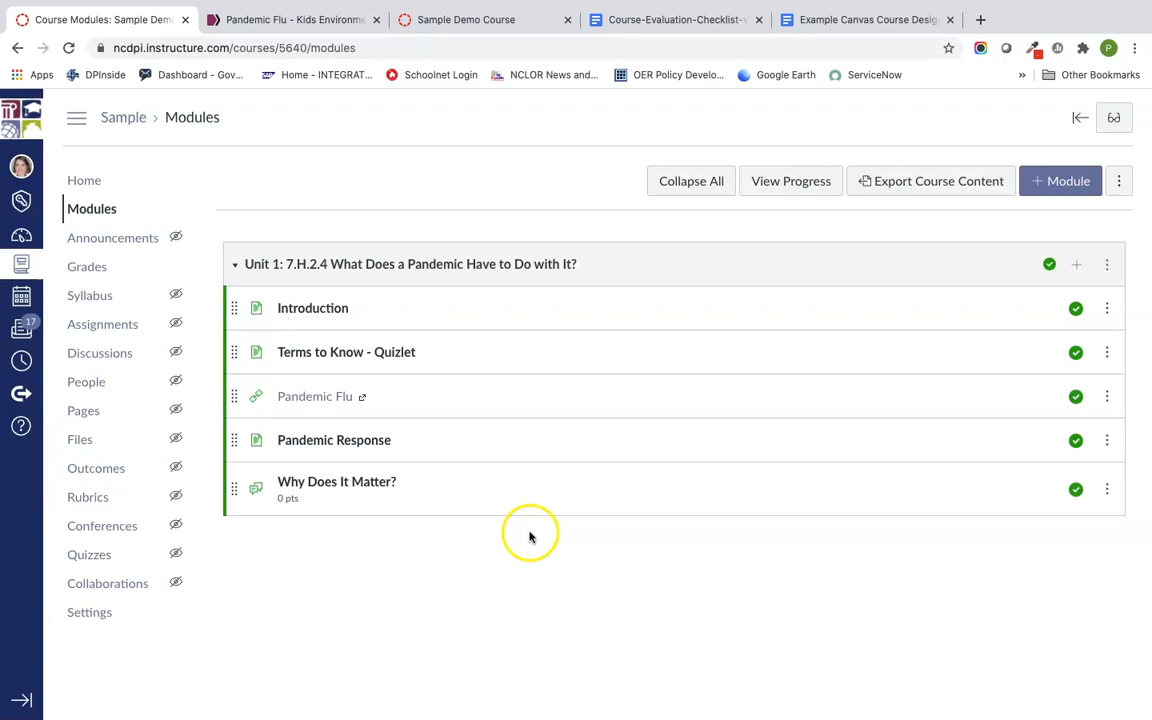 Course Modules: Sample Demo
Pandemic Flu - Kids Environme
Sample Demo Course
Course-Evaluation-Checklist-v
Example Canvas Course Desig
ncdpi.instructure.com/courses/5640/modules
P
Apps
DPInside
Dashboard - Gov...
Home - INTEGRAT...
Schoolnet Login
NCLOR News and...
OER Policy Develo...
Google Earth
ServiceNow
»
Other Bookmarks
Sample › Modules
Collapse All
View Progress
Export Course Content
+ Module
Home
Modules
Announcements
Grades
Syllabus
Assignments
Discussions
People
Pages
Files
Outcomes
Rubrics
Conferences
Quizzes
Collaborations
Settings
17
Unit 1: 7.H.2.4 What Does a Pandemic Have to Do with It?
Introduction
Terms to Know - Quizlet
Pandemic Flu
Pandemic Response
Why Does It Matter?
0 pts